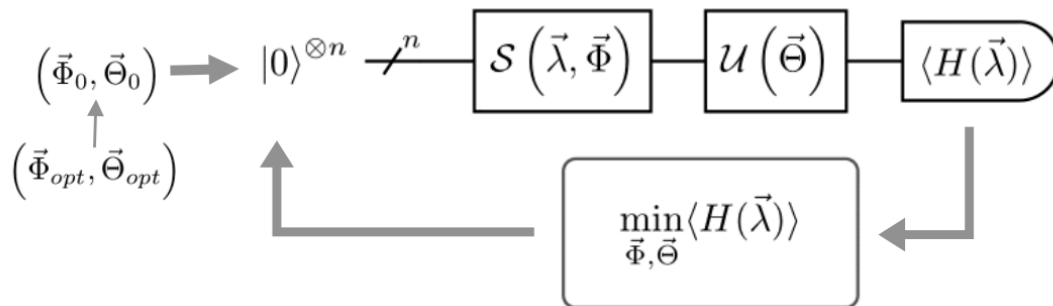 (Φ⃗₀, Θ⃗₀)
|0⟩^{⊗n}
n
𝒮(λ⃗, Φ⃗)
𝒰(Θ⃗)
⟨H(λ⃗)⟩
(Φ⃗_{opt}, Θ⃗_{opt})
min_{Φ⃗,Θ⃗}⟨H(λ⃗)⟩